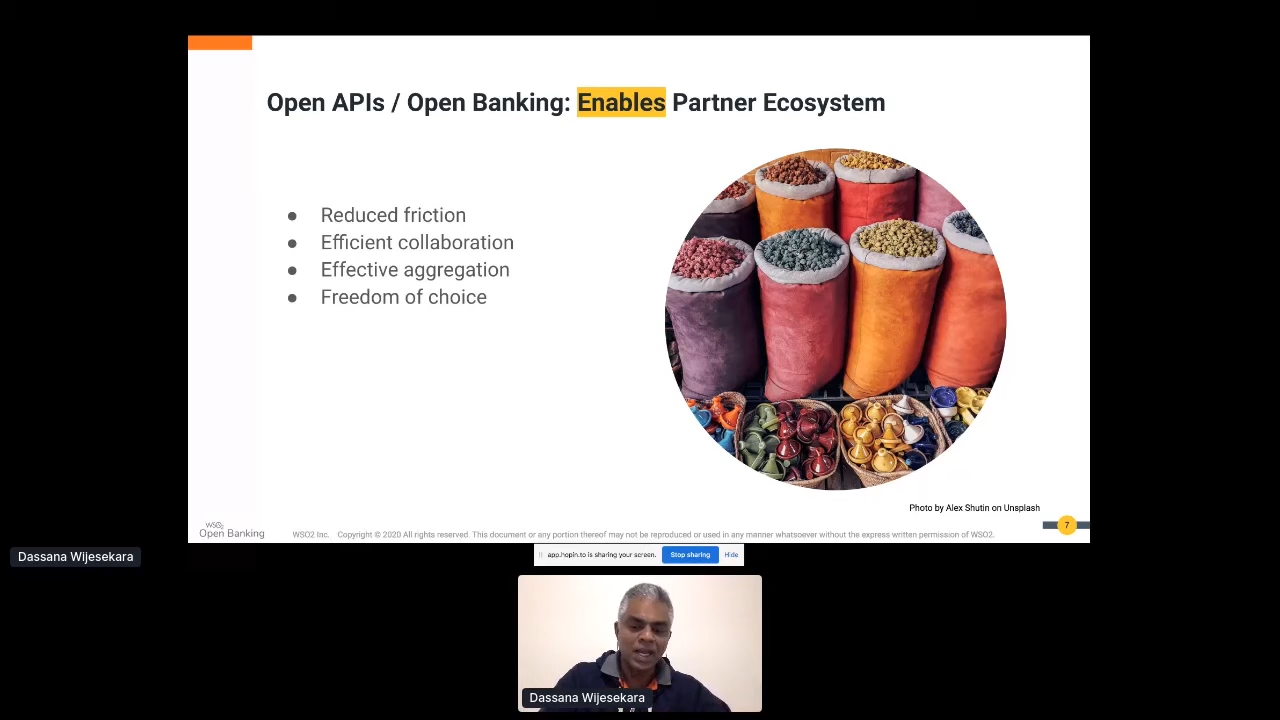 Open APIs / Open Banking: Enables Partner Ecosystem
● Reduced friction
● Efficient collaboration
● Effective aggregation
● Freedom of choice
Photo by Alex Shutin on Unsplash
WSO2
Open Banking
WSO2 Inc. Copyright © 2020 All rights reserved. This document or any portion thereof may not be reproduced or used in any manner whatsoever without the express written permission of WSO2.
7
Dassana Wijesekara
app.hopin.to is sharing your screen. Stop sharing Hide
Dassana Wijesekara